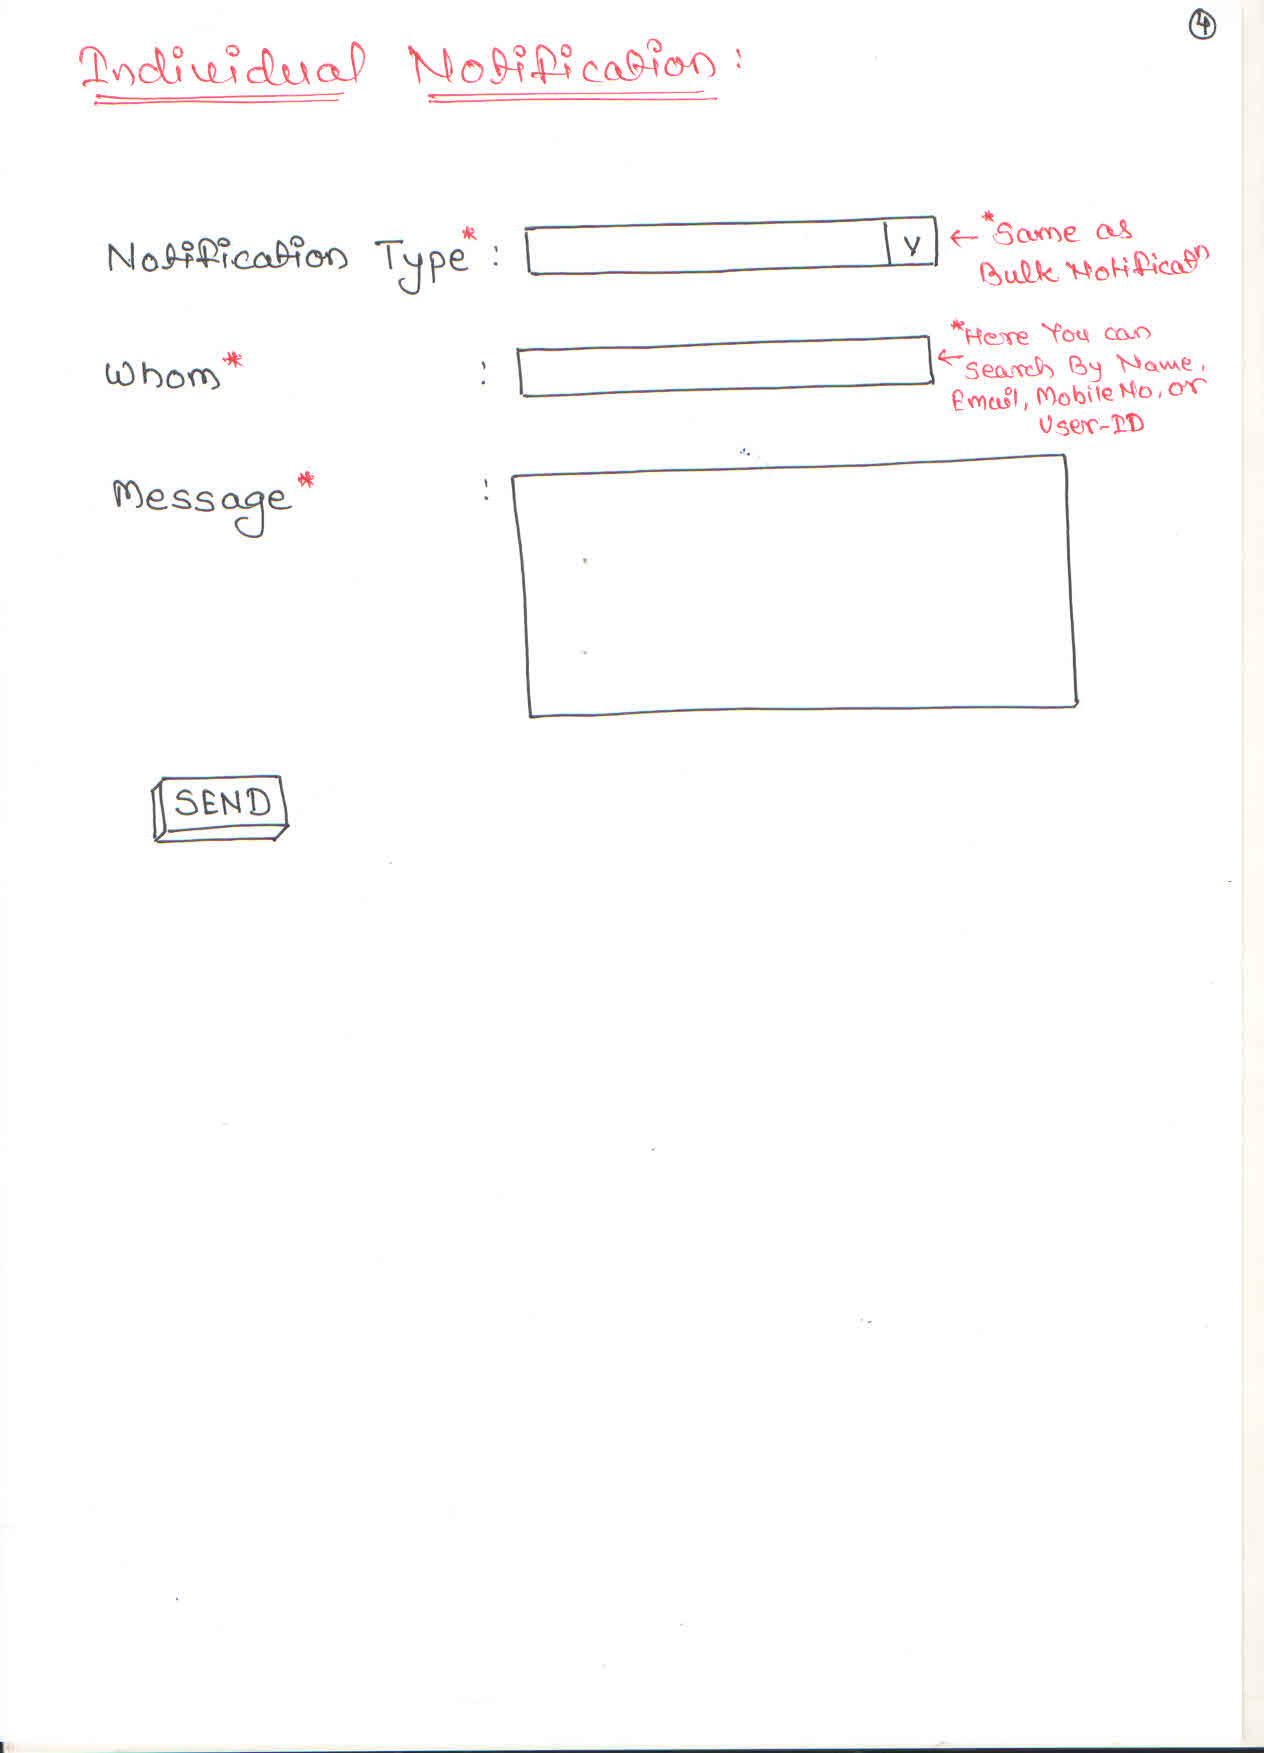 4
Individual Notification:
Notification Type* :
V
← *Same as
Bulk Notificatn
Whom* :
*Here You can
← Search By Name,
Email, Mobile No, or
User-ID
Message* :
SEND